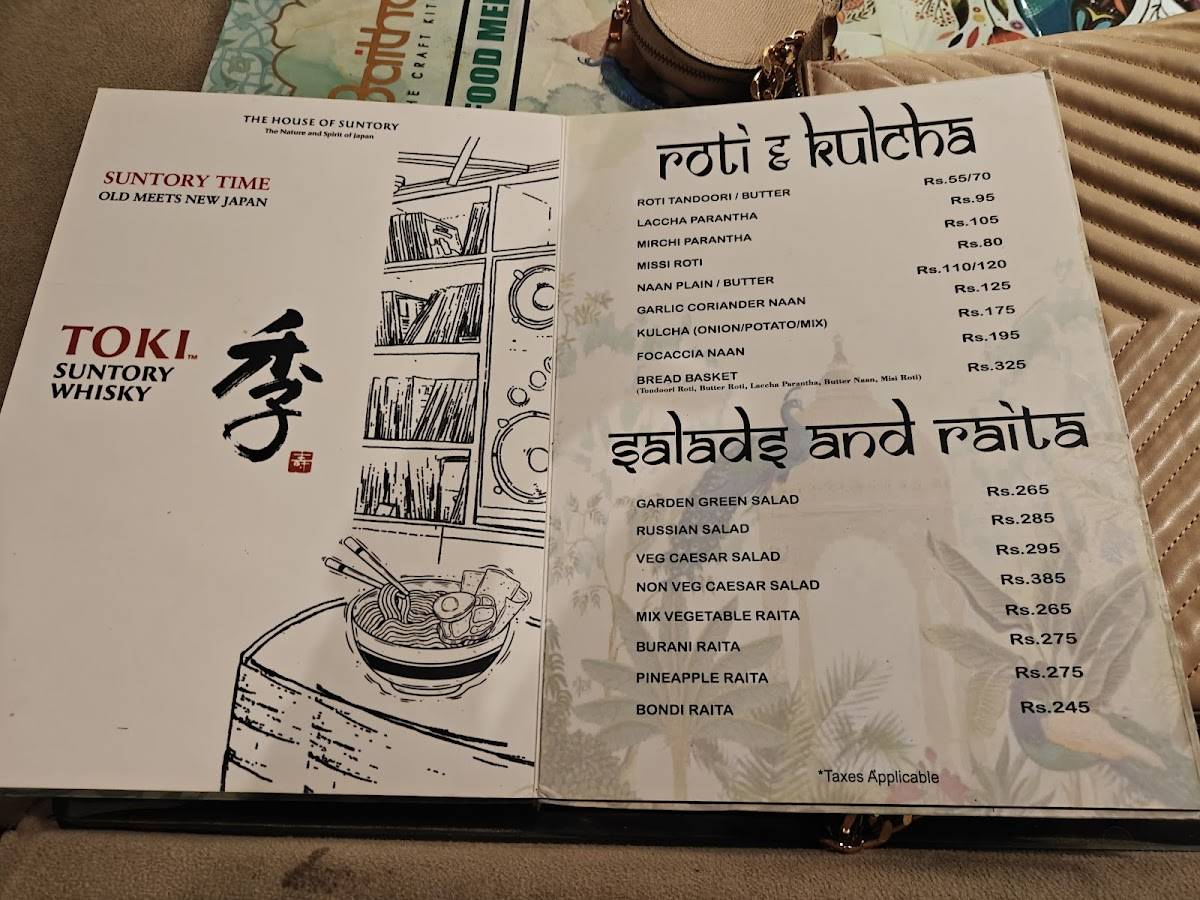 FOOD ME
THE HOUSE OF SUNTORY
The Nature and Spirit of Japan
SUNTORY TIME
OLD MEETS NEW JAPAN
TOKI™
SUNTORY
WHISKY
季
ROTI & KULCHA
ROTI TANDOORI / BUTTER Rs.55/70
LACCHA PARANTHA Rs.95
MIRCHI PARANTHA Rs.105
MISSI ROTI Rs.80
NAAN PLAIN / BUTTER Rs.110/120
GARLIC CORIANDER NAAN Rs.125
KULCHA (ONION/POTATO/MIX) Rs.175
FOCACCIA NAAN Rs.195
BREAD BASKET Rs.325
(Tondoori Roti, Butter Roti, Laccha Parantha, Butter Naan, Misi Roti)
SALADS AND RAITA
GARDEN GREEN SALAD Rs.265
RUSSIAN SALAD Rs.285
VEG CAESAR SALAD Rs.295
NON VEG CAESAR SALAD Rs.385
MIX VEGETABLE RAITA Rs.265
BURANI RAITA Rs.275
PINEAPPLE RAITA Rs.275
BONDI RAITA Rs.245
*Taxes Applicable